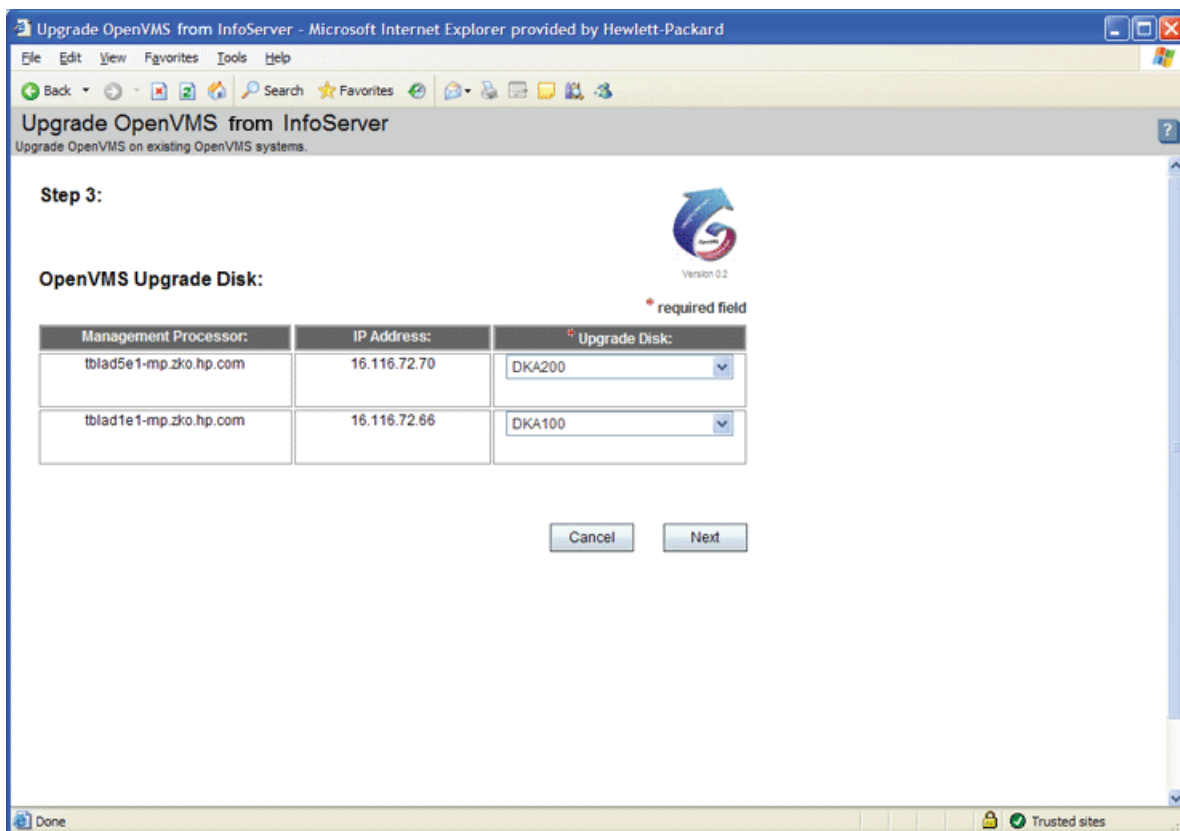 Upgrade OpenVMS from InfoServer - Microsoft Internet Explorer provided by Hewlett-Packard
File Edit View Favorites Tools Help
Back Search Favorites
Upgrade OpenVMS from InfoServer
?
Upgrade OpenVMS on existing OpenVMS systems.
Step 3:
OpenVMS
Version 0.2
OpenVMS Upgrade Disk:
* required field
Management Processor: IP Address: * Upgrade Disk:
tblad5e1-mp.zko.hp.com 16.116.72.70 DKA200
tblad1e1-mp.zko.hp.com 16.116.72.66 DKA100
Cancel Next
Done Trusted sites